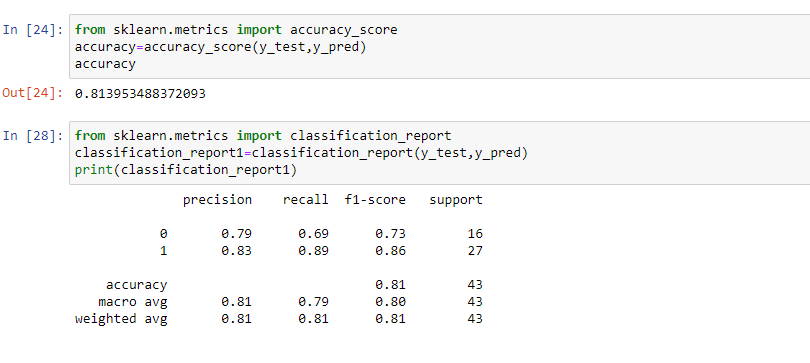 In [24]: from sklearn.metrics import accuracy_score
accuracy=accuracy_score(y_test,y_pred)
accuracy
Out[24]: 0.813953488372093
In [28]: from sklearn.metrics import classification_report
classification_report1=classification_report(y_test,y_pred)
print(classification_report1)
precision recall f1-score support
0 0.79 0.69 0.73 16
1 0.83 0.89 0.86 27
accuracy 0.81 43
macro avg 0.81 0.79 0.80 43
weighted avg 0.81 0.81 0.81 43